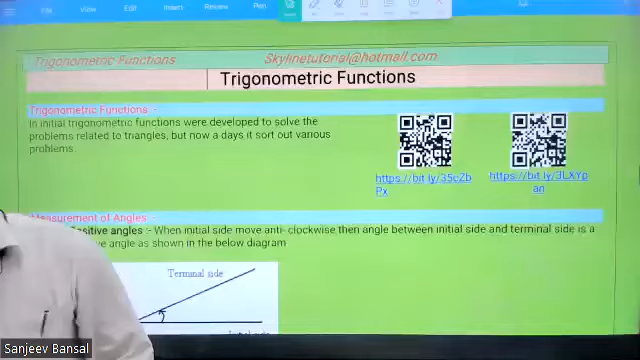 File View Edit Insert Review Pen
Trigonometric Functions Skylinetutorial@hotmail.com
Trigonometric Functions
Trigonometric Functions :-
In initial trigonometric functions were developed to solve the
problems related to triangles, but now a days it sort out various
problems.
https://bit.ly/35cZb
Px
https://bit.ly/3LXYp
an
Measurement of Angles :-
sitive angles :- When initial side move anti- clockwise then angle between initial side and terminal side is a
ve angle as shown in the below diagram
Terminal side
Sanjeev Bansal